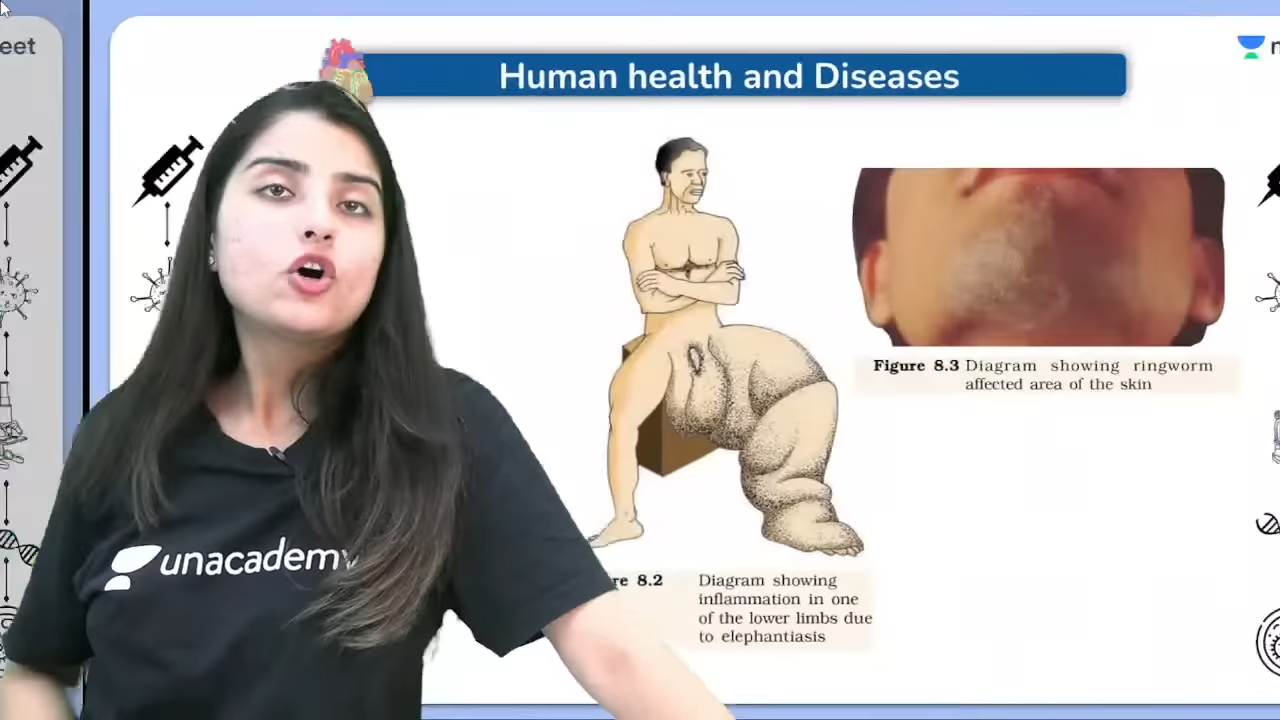 eet
Human health and Diseases
unacademy
Figure 8.3 Diagram showing ringworm
affected area of the skin
re 8.2 Diagram showing
inflammation in one
of the lower limbs due
to elephantiasis
n